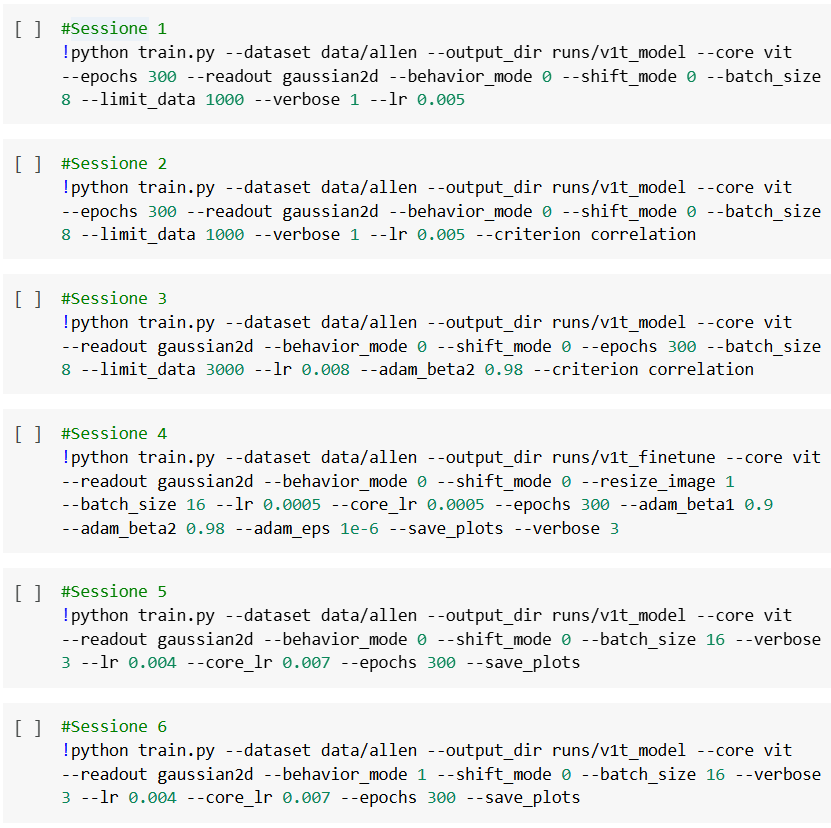 [ ] #Sessione 1
!python train.py --dataset data/allen --output_dir runs/v1t_model --core vit
--epochs 300 --readout gaussian2d --behavior_mode 0 --shift_mode 0 --batch_size
8 --limit_data 1000 --verbose 1 --lr 0.005
[ ] #Sessione 2
!python train.py --dataset data/allen --output_dir runs/v1t_model --core vit
--epochs 300 --readout gaussian2d --behavior_mode 0 --shift_mode 0 --batch_size
8 --limit_data 1000 --verbose 1 --lr 0.005 --criterion correlation
[ ] #Sessione 3
!python train.py --dataset data/allen --output_dir runs/v1t_model --core vit
--readout gaussian2d --behavior_mode 0 --shift_mode 0 --epochs 300 --batch_size
8 --limit_data 3000 --lr 0.008 --adam_beta2 0.98 --criterion correlation
[ ] #Sessione 4
!python train.py --dataset data/allen --output_dir runs/v1t_finetune --core vit
--readout gaussian2d --behavior_mode 0 --shift_mode 0 --resize_image 1
--batch_size 16 --lr 0.0005 --core_lr 0.0005 --epochs 300 --adam_beta1 0.9
--adam_beta2 0.98 --adam_eps 1e-6 --save_plots --verbose 3
[ ] #Sessione 5
!python train.py --dataset data/allen --output_dir runs/v1t_model --core vit
--readout gaussian2d --behavior_mode 0 --shift_mode 0 --batch_size 16 --verbose
3 --lr 0.004 --core_lr 0.007 --epochs 300 --save_plots
[ ] #Sessione 6
!python train.py --dataset data/allen --output_dir runs/v1t_model --core vit
--readout gaussian2d --behavior_mode 1 --shift_mode 0 --batch_size 16 --verbose
3 --lr 0.004 --core_lr 0.007 --epochs 300 --save_plots